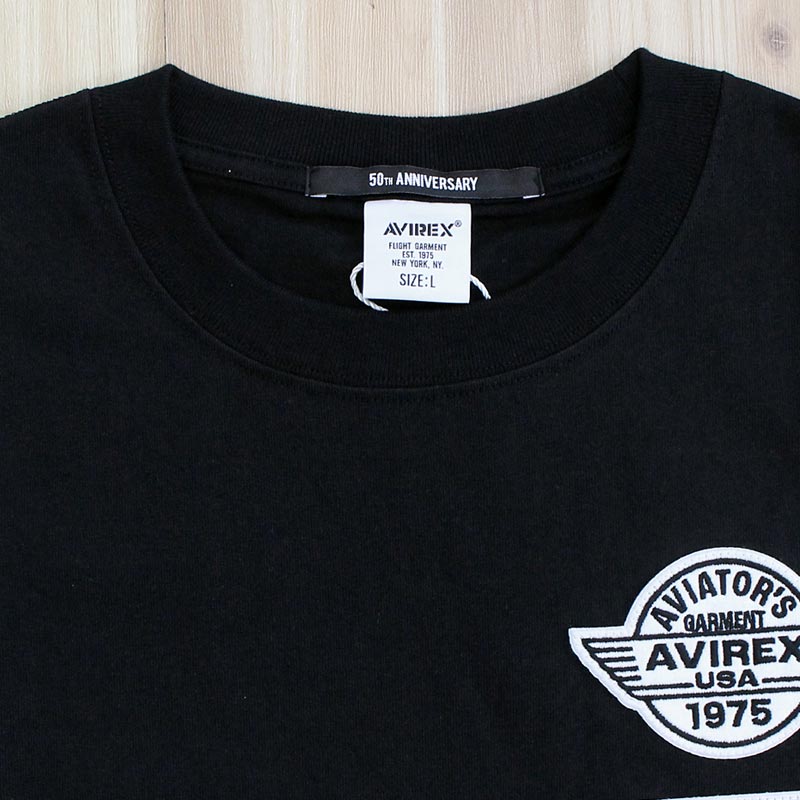 50TH ANNIVERSARY
AVIREX®
FLIGHT GARMENT
EST. 1975
NEW YORK, NY.
SIZE:L
AVIATOR'S
GARMENT
AVIREX
USA
1975